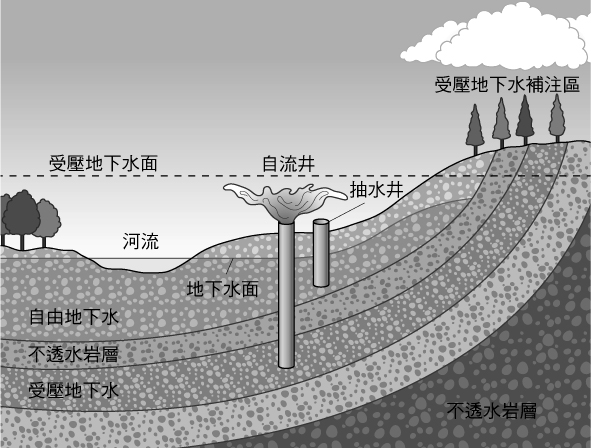 受壓地下水補注區
受壓地下水面
自流井
抽水井
河流
地下水面
自由地下水
不透水岩層
受壓地下水
不透水岩層